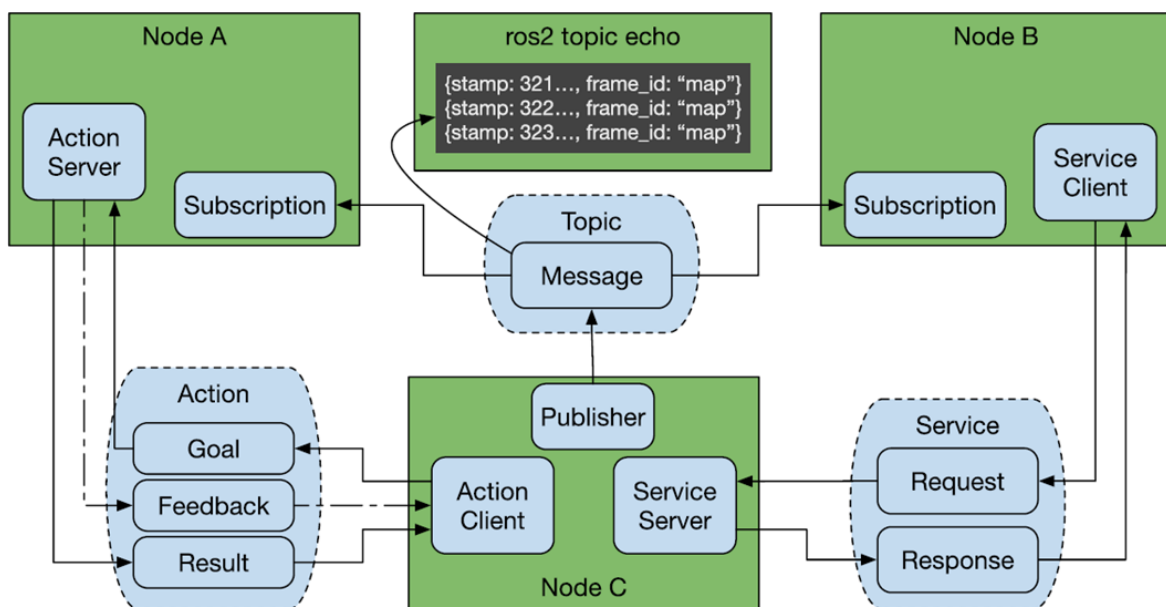 Node A
ros2 topic echo
Node B
{stamp: 321..., frame_id: “map”}
{stamp: 322..., frame_id: “map”}
{stamp: 323..., frame_id: “map”}
Action
Server
Subscription
Subscription
Service
Client
Topic
Message
Action
Goal
Feedback
Result
Publisher
Action
Client
Service
Server
Node C
Service
Request
Response